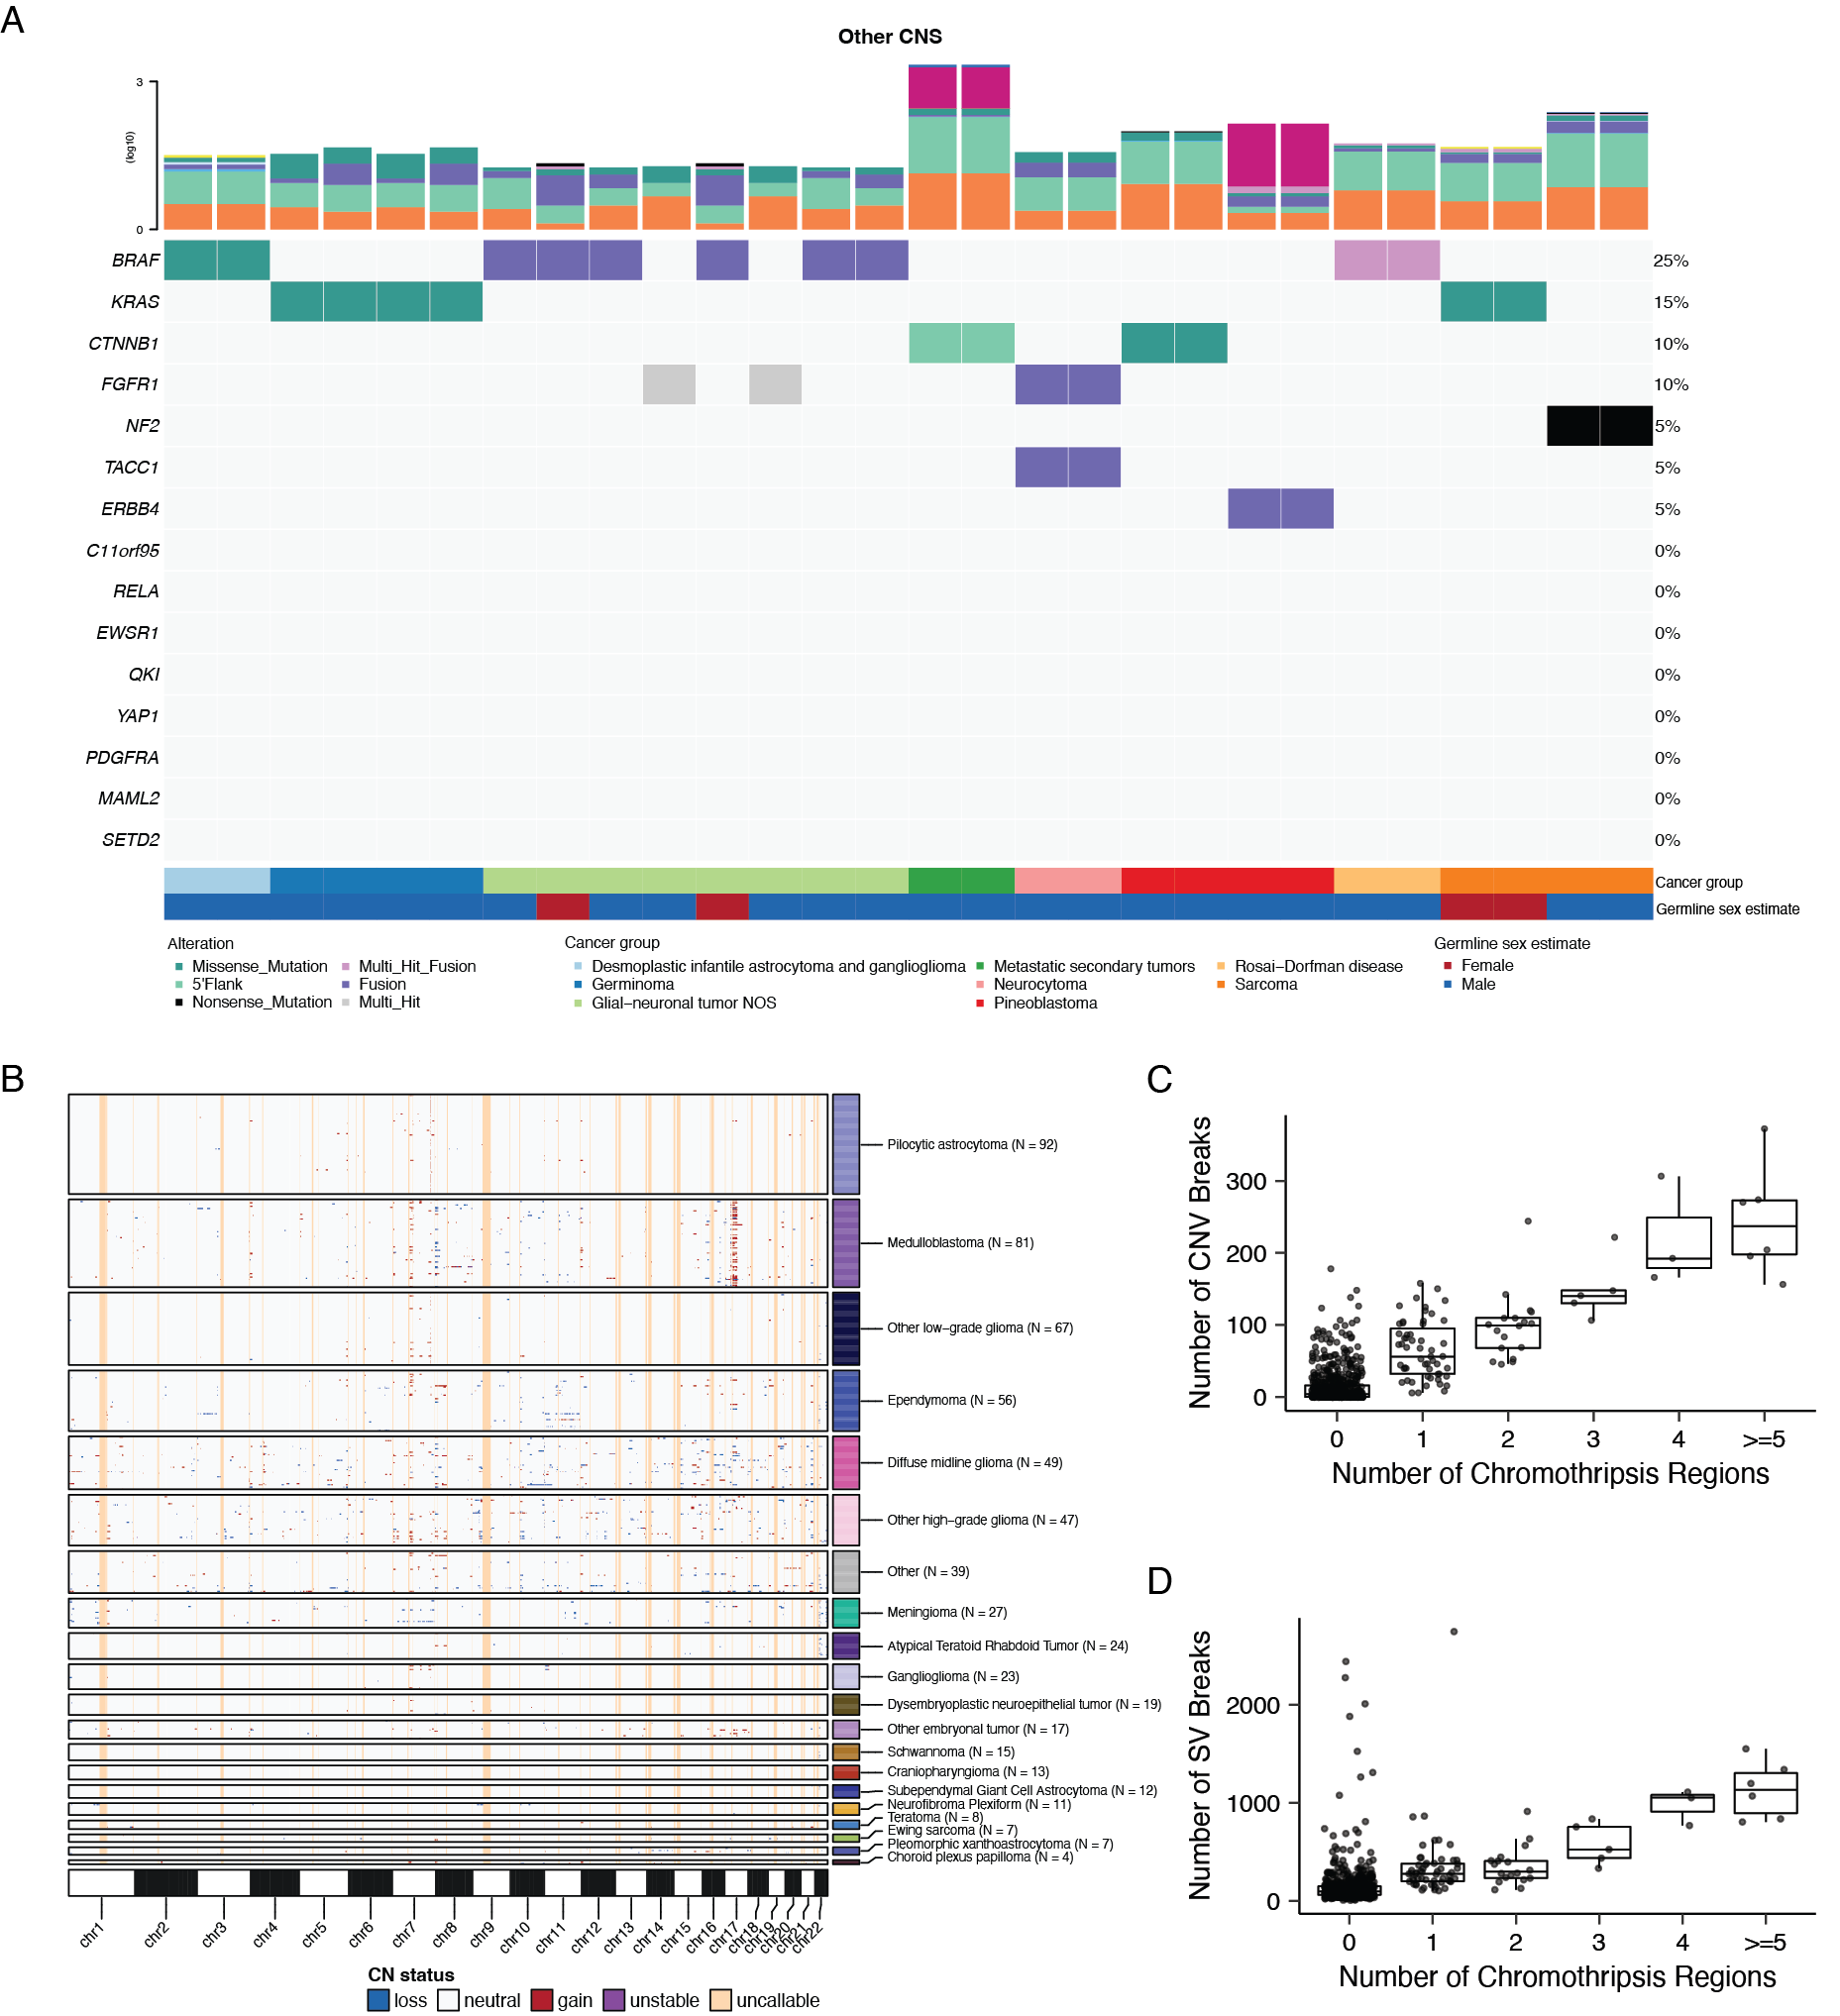 A
Other CNS
3
(log10)
0
BRAF 25%
KRAS 15%
CTNNB1 10%
FGFR1 10%
NF2 5%
TACC1 5%
ERBB4 5%
C11orf95 0%
RELA 0%
EWSR1 0%
QKI 0%
YAP1 0%
PDGFRA 0%
MAML2 0%
SETD2 0%
Cancer group
Germline sex estimate
Alteration
Missense_Mutation Multi_Hit_Fusion
5'Flank Fusion
Nonsense_Mutation Multi_Hit
Cancer group
Desmoplastic infantile astrocytoma and ganglioglioma Metastatic secondary tumors Rosai–Dorfman disease
Germinoma Neurocytoma Sarcoma
Glial–neuronal tumor NOS Pineoblastoma
Germline sex estimate
Female
Male
B
Pilocytic astrocytoma (N = 92)
Medulloblastoma (N = 81)
Other low–grade glioma (N = 67)
Ependymoma (N = 56)
Diffuse midline glioma (N = 49)
Other high–grade glioma (N = 47)
Other (N = 39)
Meningioma (N = 27)
Atypical Teratoid Rhabdoid Tumor (N = 24)
Ganglioglioma (N = 23)
Dysembryoplastic neuroepithelial tumor (N = 19)
Other embryonal tumor (N = 17)
Schwannoma (N = 15)
Craniopharyngioma (N = 13)
Subependymal Giant Cell Astrocytoma (N = 12)
Neurofibroma Plexiform (N = 11)
Teratoma (N = 8)
Ewing sarcoma (N = 7)
Pleomorphic xanthoastrocytoma (N = 7)
Choroid plexus papilloma (N = 4)
chr1 chr2 chr3 chr4 chr5 chr6 chr7 chr8 chr9 chr10 chr11 chr12 chr13 chr14 chr15 chr16 chr17 chr18 chr19 chr20 chr21 chr22
CN status
loss neutral gain unstable uncallable
C
Number of CNV Breaks
300
200
100
0
0 1 2 3 4 >=5
Number of Chromothripsis Regions
D
Number of SV Breaks
2000
1000
0
0 1 2 3 4 >=5
Number of Chromothripsis Regions